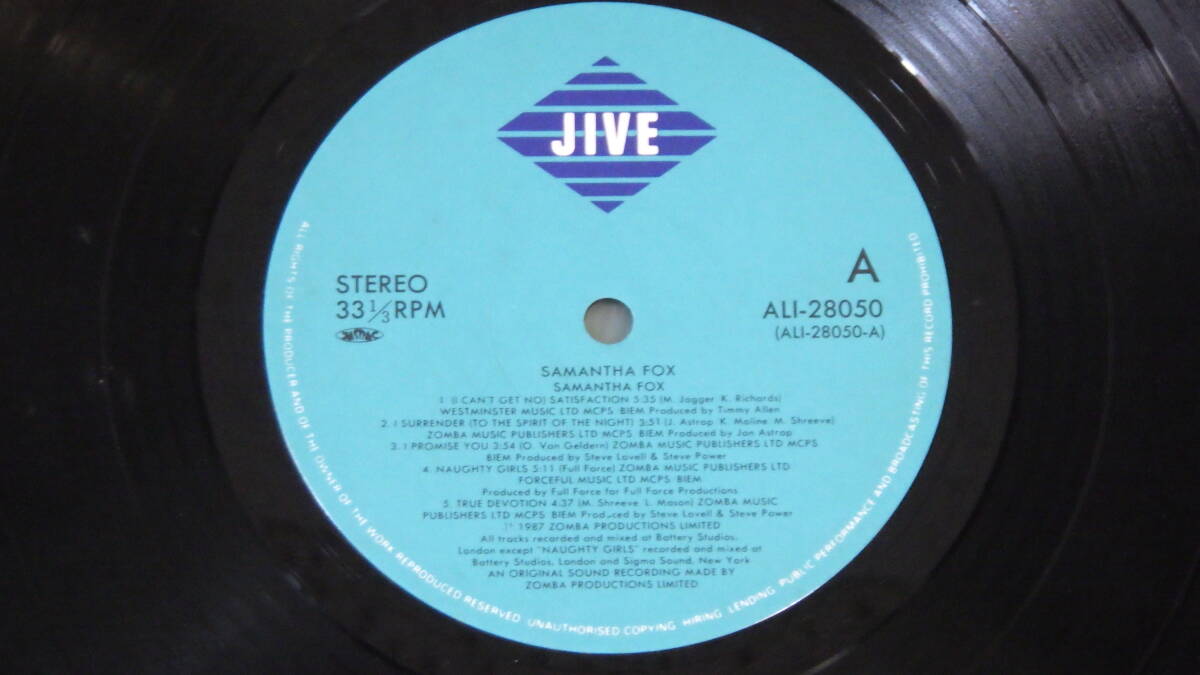 JIVE
STEREO
33 1/3 RPM
A
ALI-28050
(ALI-28050-A)
SAMANTHA FOX
SAMANTHA FOX
1. (I CAN'T GET NO) SATISFACTION 5:35 (M. Jagger K. Richards)
WESTMINSTER MUSIC LTD MCPS BIEM Produced by Timmy Allen
2. I SURRENDER (TO THE SPIRIT OF THE NIGHT) 3:51 (J. Astrop K. Maline M. Shreeve)
ZOMBA MUSIC PUBLISHERS LTD MCPS BIEM Produced by Jon Astrop
3. I PROMISE YOU 3:54 (O. Van Geldern) ZOMBA MUSIC PUBLISHERS LTD MCPS
BIEM Produced by Steve Lovell & Steve Power
4. NAUGHTY GIRLS 5:11 (Full Force) ZOMBA MUSIC PUBLISHERS LTD
FORCEFUL MUSIC LTD MCPS BIEM
Produced by Full Force for Full Force Productions
5. TRUE DEVOTION 4:37 (M. Shreeve L. Mason) ZOMBA MUSIC
PUBLISHERS LTD MCPS BIEM Produced by Steve Lovell & Steve Power
1987 ZOMBA PRODUCTIONS LIMITED
All tracks recorded and mixed at Battery Studios,
London except "NAUGHTY GIRLS" recorded and mixed at
Battery Studios, London and Sigma Sound, New York
AN ORIGINAL SOUND RECORDING MADE BY
ZOMBA PRODUCTIONS LIMITED
ALL RIGHTS OF THE PRODUCER AND OF THE OWNER OF THE WORK REPRODUCED RESERVED. UNAUTHORISED COPYING, HIRING, LENDING, PUBLIC PERFORMANCE AND BROADCASTING OF THIS RECORD PROHIBITED